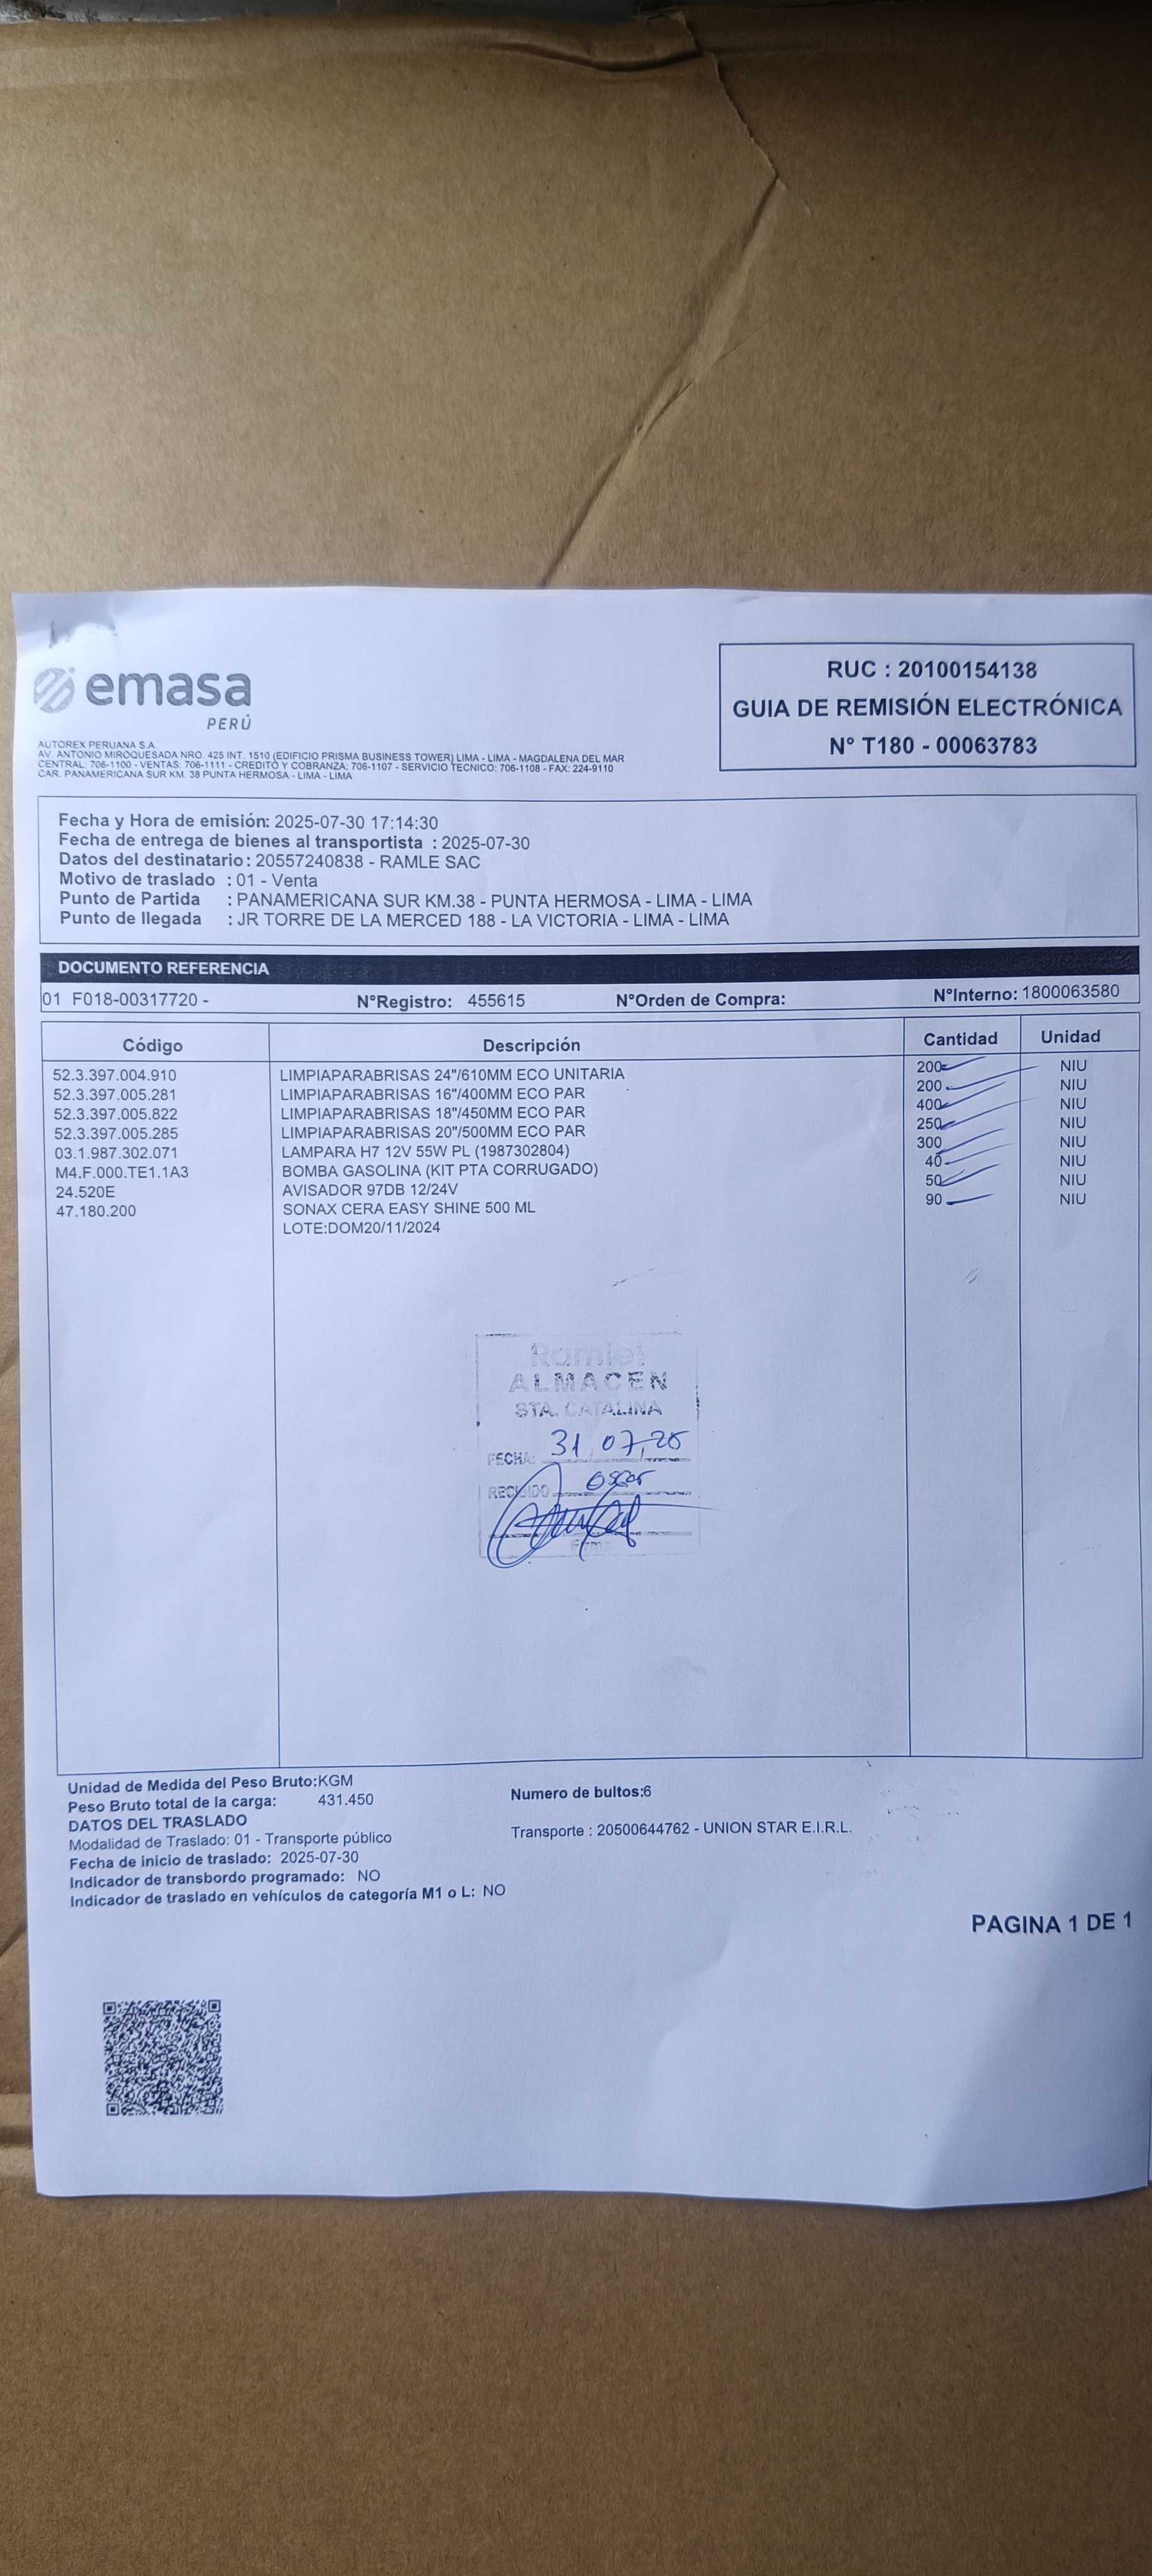 emasa
PERÚ
RUC : 20100154138
GUIA DE REMISIÓN ELECTRÓNICA
N° T180 - 00063783
AUTOREX PERUANA S.A.
AV. ANTONIO MIROQUESADA NRO. 425 INT. 1510 (EDIFICIO PRISMA BUSINESS TOWER) LIMA - LIMA - MAGDALENA DEL MAR
CENTRAL: 706-1100 - VENTAS: 706-1111 - CREDITO Y COBRANZA: 706-1107 - SERVICIO TECNICO: 706-1108 - FAX: 224-9110
CAR. PANAMERICANA SUR KM. 38 PUNTA HERMOSA - LIMA - LIMA
Fecha y Hora de emisión: 2025-07-30 17:14:30
Fecha de entrega de bienes al transportista : 2025-07-30
Datos del destinatario : 20557240838 - RAMLE SAC
Motivo de traslado : 01 - Venta
Punto de Partida : PANAMERICANA SUR KM.38 - PUNTA HERMOSA - LIMA - LIMA
Punto de llegada : JR TORRE DE LA MERCED 188 - LA VICTORIA - LIMA - LIMA
DOCUMENTO REFERENCIA
01 F018-00317720 - N°Registro: 455615 N°Orden de Compra: N°Interno: 1800063580
Código Descripción Cantidad Unidad
52.3.397.004.910 LIMPIAPARABRISAS 24"/610MM ECO UNITARIA 200 NIU
52.3.397.005.281 LIMPIAPARABRISAS 16"/400MM ECO PAR 200 NIU
52.3.397.005.822 LIMPIAPARABRISAS 18"/450MM ECO PAR 400 NIU
52.3.397.005.285 LIMPIAPARABRISAS 20"/500MM ECO PAR 250 NIU
03.1.987.302.071 LAMPARA H7 12V 55W PL (1987302804) 300 NIU
M4.F.000.TE1.1A3 BOMBA GASOLINA (KIT PTA CORRUGADO) 40 NIU
24.520E AVISADOR 97DB 12/24V 50 NIU
47.180.200 SONAX CERA EASY SHINE 500 ML 90 NIU
LOTE:DOM20/11/2024
Ramle
ALMACEN
STA. CATALINA
FECHA: 31 07, 25
RECIBIDO Oscar
Firma
Unidad de Medida del Peso Bruto:KGM
Peso Bruto total de la carga: 431.450
Numero de bultos:6
DATOS DEL TRASLADO
Modalidad de Traslado: 01 - Transporte público
Transporte : 20500644762 - UNION STAR E.I.R.L.
Fecha de inicio de traslado: 2025-07-30
Indicador de transbordo programado: NO
Indicador de traslado en vehículos de categoría M1 o L: NO
PAGINA 1 DE 1